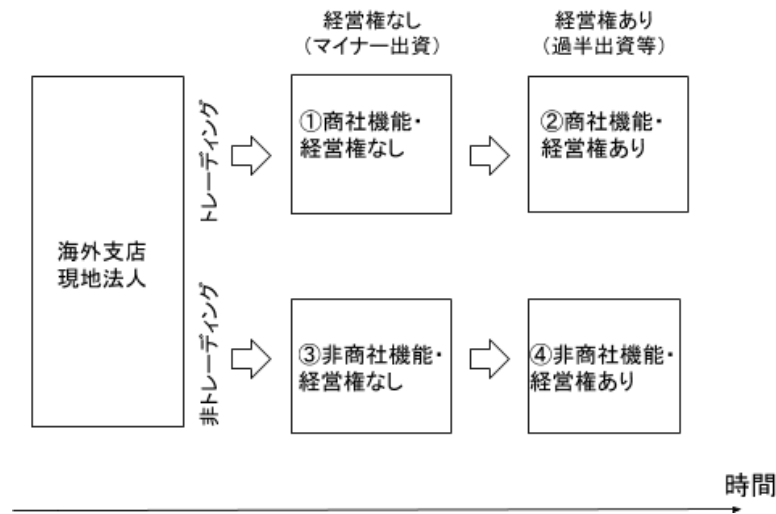 経営権なし
（マイナー出資）
経営権あり
（過半出資等）
海外支店
現地法人
トレーディング
①商社機能・
経営権なし
②商社機能・
経営権あり
非トレーディング
③非商社機能・
経営権なし
④非商社機能・
経営権あり
時間